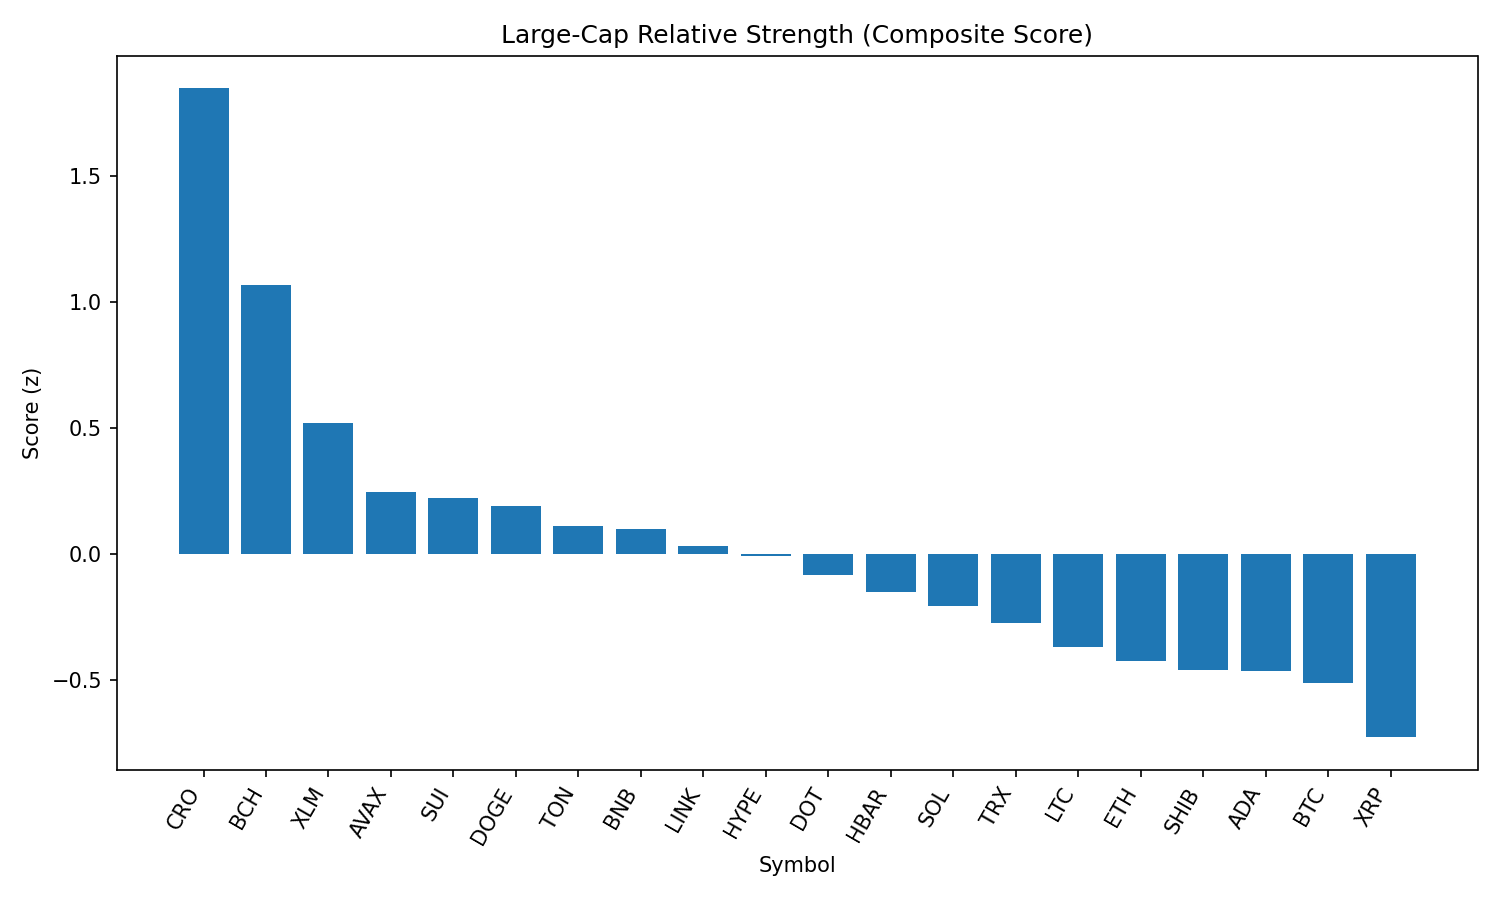 Large-Cap Relative Strength (Composite Score)
Score (z)
1.5
1.0
0.5
0.0
−0.5
CRO
BCH
XLM
AVAX
SUI
DOGE
TON
BNB
LINK
HYPE
DOT
HBAR
SOL
TRX
LTC
ETH
SHIB
ADA
BTC
XRP
Symbol